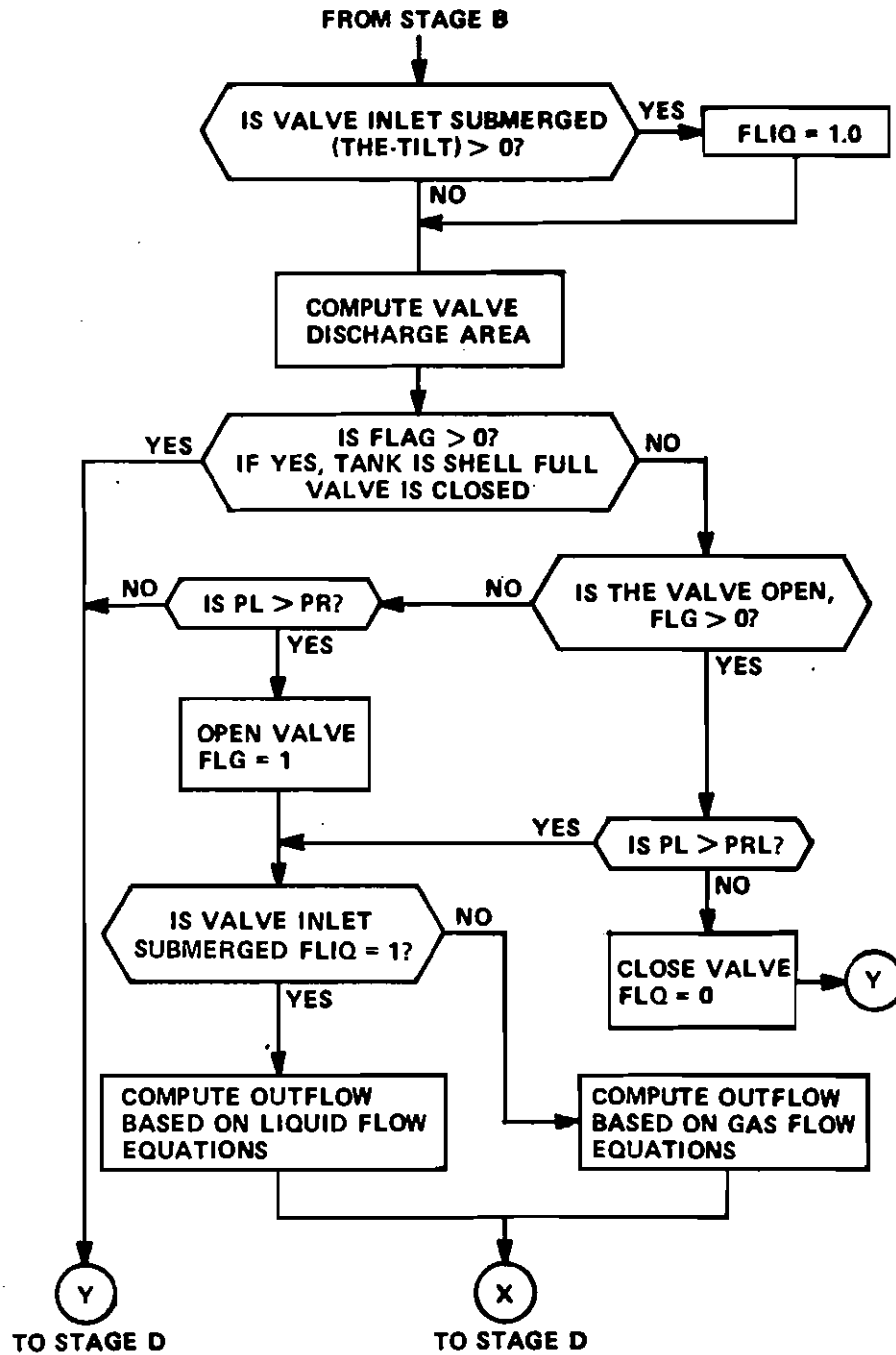 FROM STAGE B
IS VALVE INLET SUBMERGED
(THE-TILT) > 0?
YES
FLIQ = 1.0
NO
COMPUTE VALVE
DISCHARGE AREA
YES
IS FLAG > 0?
IF YES, TANK IS SHELL FULL
VALVE IS CLOSED
NO
NO
IS PL > PR?
NO
IS THE VALVE OPEN,
FLG > 0?
YES
YES
OPEN VALVE
FLG = 1
YES
IS PL > PRL?
NO
IS VALVE INLET
SUBMERGED FLIQ = 1?
NO
CLOSE VALVE
FLQ = 0
Y
YES
COMPUTE OUTFLOW
BASED ON LIQUID FLOW
EQUATIONS
COMPUTE OUTFLOW
BASED ON GAS FLOW
EQUATIONS
Y
TO STAGE D
X
TO STAGE D